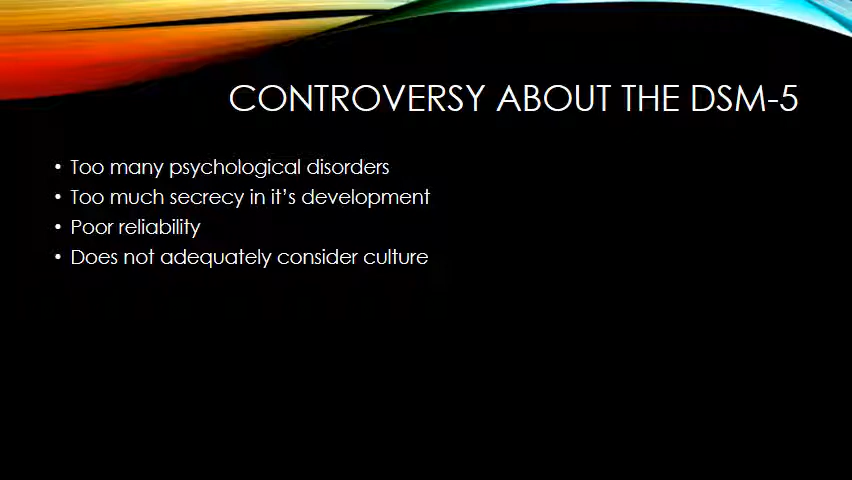 CONTROVERSY ABOUT THE DSM-5
• Too many psychological disorders
• Too much secrecy in it’s development
• Poor reliability
• Does not adequately consider culture